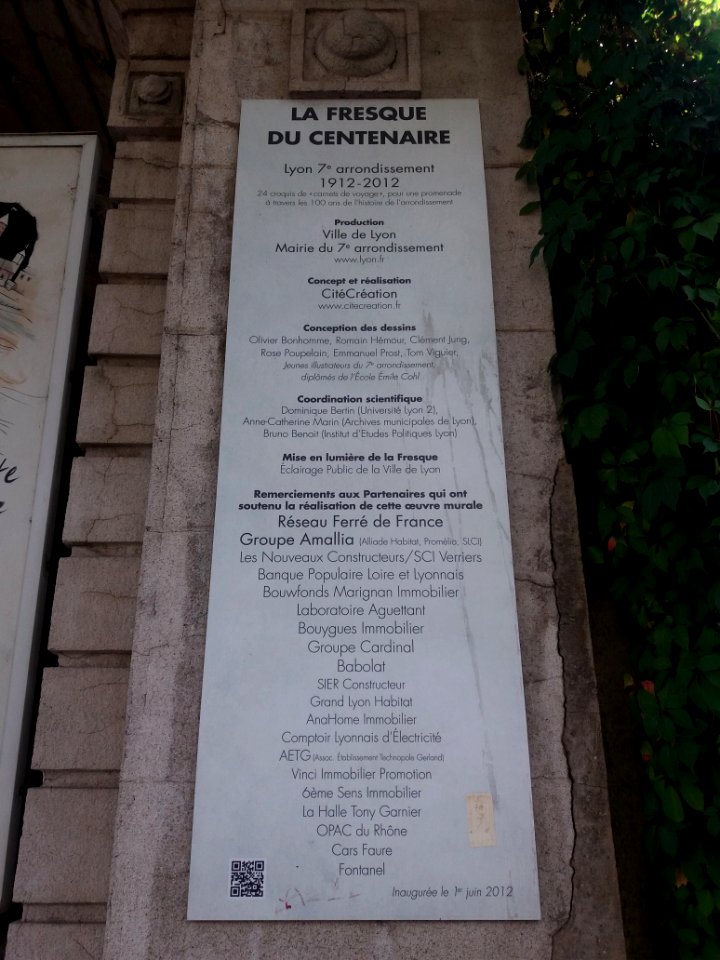 LA FRESQUE
DU CENTENAIRE
Lyon 7e arrondissement
1912-2012
24 croquis de «carnets de voyage», pour une promenade
à travers les 100 ans de l'histoire de l'arrondissement
Production
Ville de Lyon
Mairie du 7e arrondissement
www.lyon.fr
Concept et réalisation
CitéCréation
www.citecreation.fr
Conception des dessins
Olivier Bonhomme, Romain Hémour, Clément Jung,
Rose Poupelain, Emmanuel Prost, Tom Viguier,
Jeunes illustrateurs du 7e arrondissement,
diplômés de l'École Émile Cohl
Coordination scientifique
Dominique Bertin (Université Lyon 2),
Anne-Catherine Marin (Archives municipales de Lyon),
Bruno Benoit (Institut d'Etudes Politiques Lyon)
Mise en lumière de la Fresque
Éclairage Public de la Ville de Lyon
Remerciements aux Partenaires qui ont
soutenu la réalisation de cette œuvre murale
Réseau Ferré de France
Groupe Amallia (Alliade Habitat, Promélia, SLCI)
Les Nouveaux Constructeurs/SCI Verriers
Banque Populaire Loire et Lyonnais
Bouwfonds Marignan Immobilier
Laboratoire Aguettant
Bouygues Immobilier
Groupe Cardinal
Babolat
SIER Constructeur
Grand Lyon Habitat
AnaHome Immobilier
Comptoir Lyonnais d'Électricité
AETG (Assoc. Établissement Technopole Gerland)
Vinci Immobilier Promotion
6ème Sens Immobilier
La Halle Tony Garnier
OPAC du Rhône
Cars Faure
Fontanel
Inaugurée le 1er juin 2012